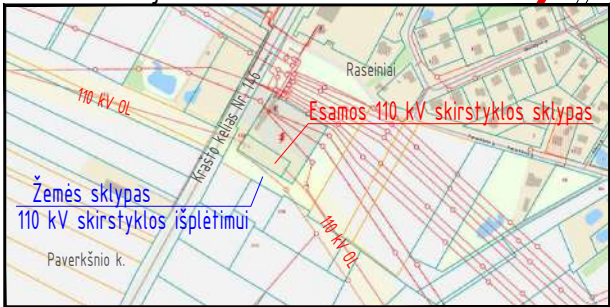 Raseiniai
110 kV OL
Krašto kelias Nr. 146
Esamos 110 kV skirstyklos sklypas
Žemės sklypas
110 kV skirstyklos išplėtimui
110 kV OL
Paverkšnio k.